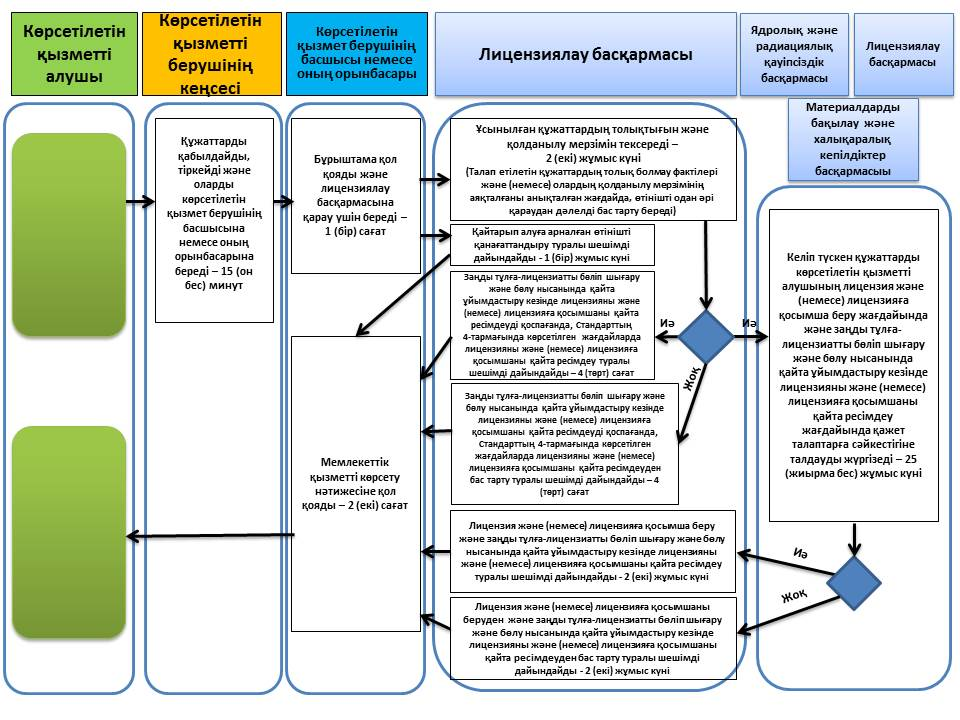 Көрсетілетін
қызметті
алушы
Көрсетілетін
қызметті
берушінің
кеңсесі
Көрсетілетін
қызмет берушінің
басшысы немесе
оның орынбасары
Лицензиялау басқармасы
Ядролық және
радиациялық
қауіпсіздік
басқармасы
Лицензиялау
басқармасы
Материалдарды
бақылау және
халықаралық
кепілдіктер
басқармасыы
Құжаттарды
қабылдайды,
тіркейді және
оларды
көрсетілетін
қызмет берушінің
басшысына
немесе оның
орынбасарына
береді – 15 (он
бес) минут
Бұрыштама қол
қояды және
лицензиялау
басқармасына
қарау үшін береді –
1 (бір) сағат
Ұсынылған құжаттардың толықтығын және
қолданылу мерзімін тексереді –
2 (екі) жұмыс күні
(Талап етілетін құжаттардың толық болмау фактілері
және (немесе) олардың қолданылу мерзімінің
аяқталғаны анықталған жағдайда, өтінішті одан әрі
қараудан дәлелді бас тарту береді)
Қайтарып алуға арналған өтінішті
қанағаттандыру туралы шешімді
дайындайды - 1 (бір) жұмыс күні
Заңды тұлға-лицензиатты бөліп шығару
және бөлу нысанында қайта
ұйымдастыру кезінде лицензияны және
(немесе) лицензияға қосымшаны қайта
ресімдеуді қоспағанда, Стандарттың
4-тармағында көрсетілген жағдайларда
лицензияны және (немесе) лицензияға
қосымшаны қайта ресімдеу туралы
шешімді дайындайды – 4 (төрт) сағат
Иә
Иә
Жоқ
Заңды тұлға-лицензиатты бөліп шығару және
бөлу нысанында қайта ұйымдастыру кезінде
лицензияны және (немесе) лицензияға
қосымшаны қайта ресімдеуді қоспағанда,
Стандарттың 4-тармағында көрсетілген
жағдайларда лицензияны және (немесе)
лицензияға қосымшаны қайта ресімдеуден
бас тарту туралы шешімді дайындайды – 4
(төрт) сағат
Келіп түскен құжаттарды
көрсетілетін қызметті
алушының лицензия және
(немесе) лицензияға
қосымша беру жағдайында
және заңды тұлға-
лицензиатты бөліп шығару
және бөлу нысанында
қайта ұйымдастыру кезінде
лицензияны және (немесе)
лицензияға қосымшаны
қайта ресімдеу
жағдайында қажет
талаптарға сәйкестігіне
талдауды жүргізеді – 25
(жиырма бес) жұмыс күні
Мемлекеттік
қызметті көрсету
нәтижесіне қол
қояды – 2 (екі) сағат
Лицензия және (немесе) лицензияға қосымша беру
және заңды тұлға-лицензиатты бөліп шығару және бөлу
нысанында қайта ұйымдастыру кезінде лицензияны
және (немесе) лицензияға қосымшаны қайта ресімдеу
туралы шешімді дайындайды - 2 (екі) жұмыс күні
Иә
Жоқ
Лицензия және (немесе) лицензияға қосымшаны
беруден және заңды тұлға-лицензиатты бөліп шығару
және бөлу нысанында қайта ұйымдастыру кезінде
лицензияны және (немесе) лицензияға қосымшаны
қайта ресімдеуден бас тарту туралы шешімді
дайындайды - 2 (екі) жұмыс күні